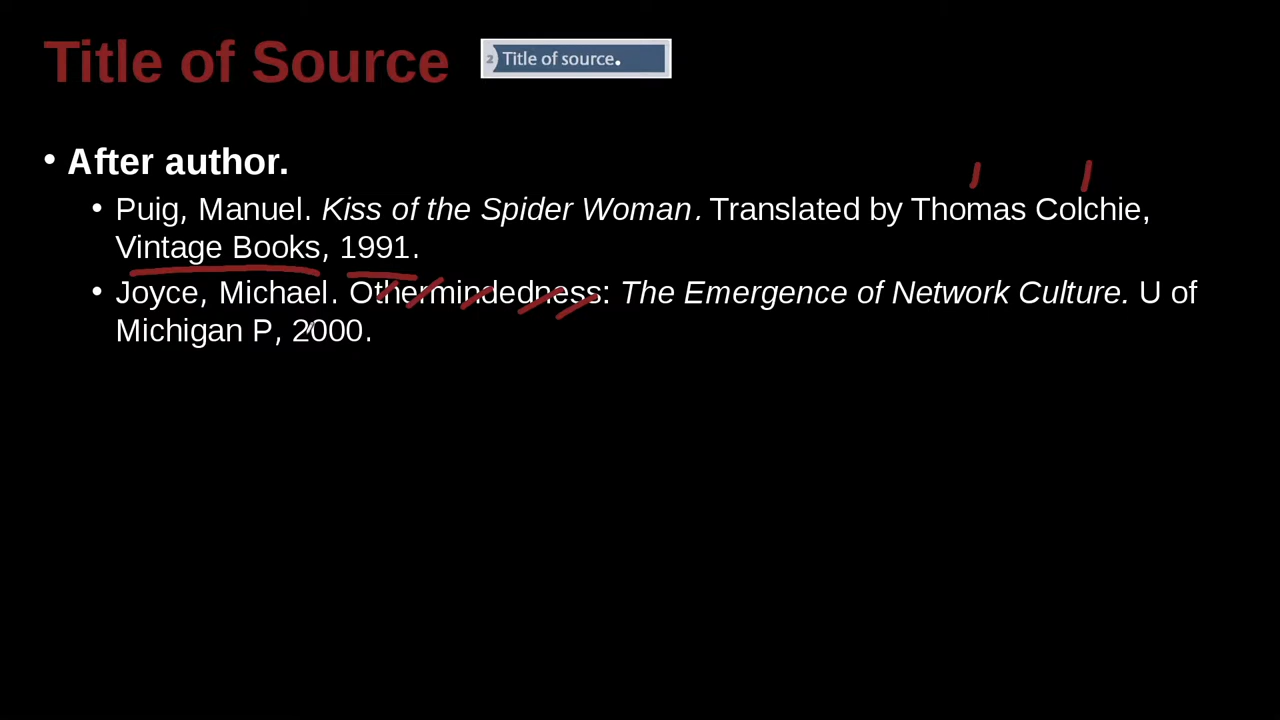 Title of Source
2 Title of source.
• After author.
• Puig, Manuel. Kiss of the Spider Woman. Translated by Thomas Colchie,
Vintage Books, 1991.
• Joyce, Michael. Othermindedness: The Emergence of Network Culture. U of
Michigan P, 2000.